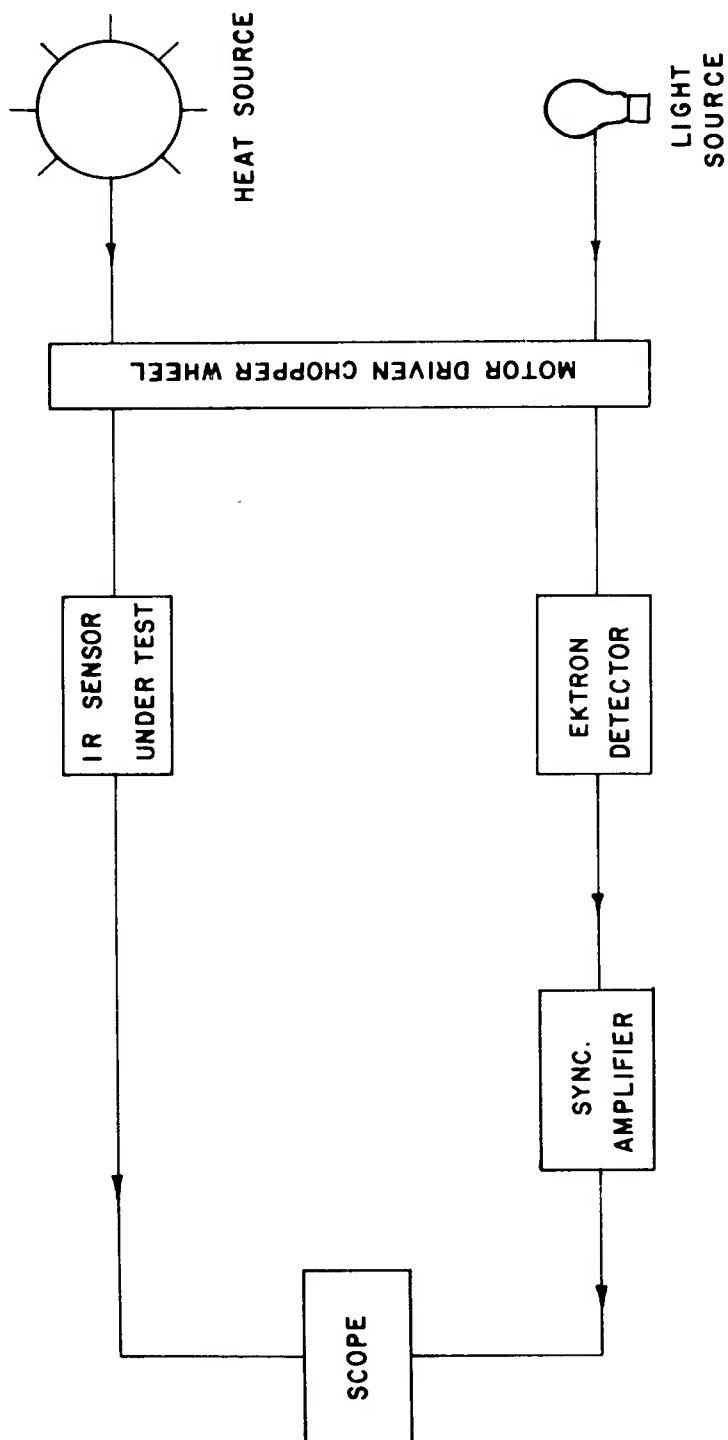 HEAT SOURCE
LIGHT
SOURCE
MOTOR DRIVEN CHOPPER WHEEL
IR SENSOR
UNDER TEST
EKTRON
DETECTOR
SYNC.
AMPLIFIER
SCOPE